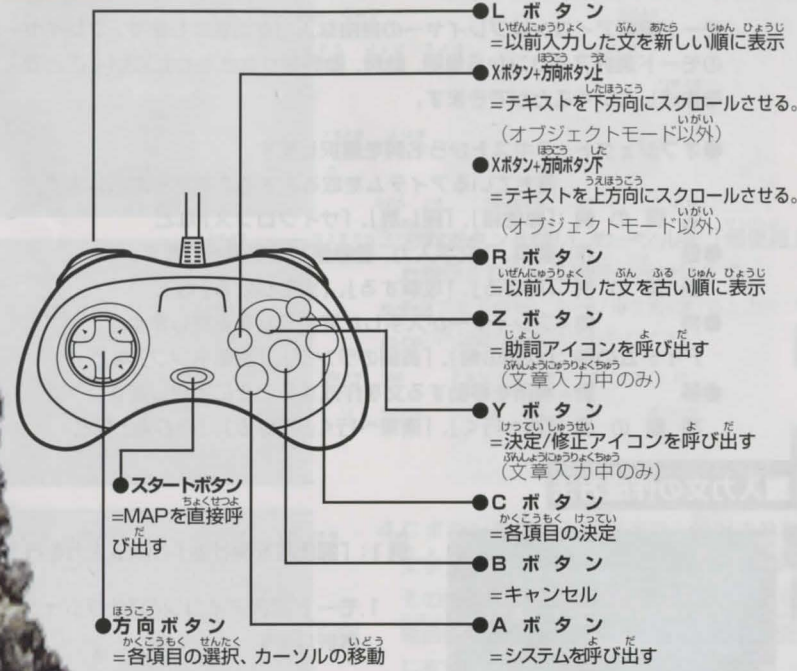 ●L ボタン
=以前入力した文を新しい順に表示
●Xボタン+方向ボタン上
=テキストを下方向にスクロールさせる。
(オブジェクトモード以外)
●Xボタン+方向ボタン下
=テキストを上方向にスクロールさせる。
(オブジェクトモード以外)
●R ボタン
=以前入力した文を古い順に表示
●Z ボタン
=助詞アイコンを呼び出す
(文章入力中のみ)
●Y ボタン
=決定/修正アイコンを呼び出す
(文章入力中のみ)
●C ボタン
=各項目の決定
●B ボタン
=キャンセル
●A ボタン
=システムを呼び出す
●スタートボタン
=MAPを直接呼
び出す
●方向ボタン
=各項目の選択、カーソルの移動